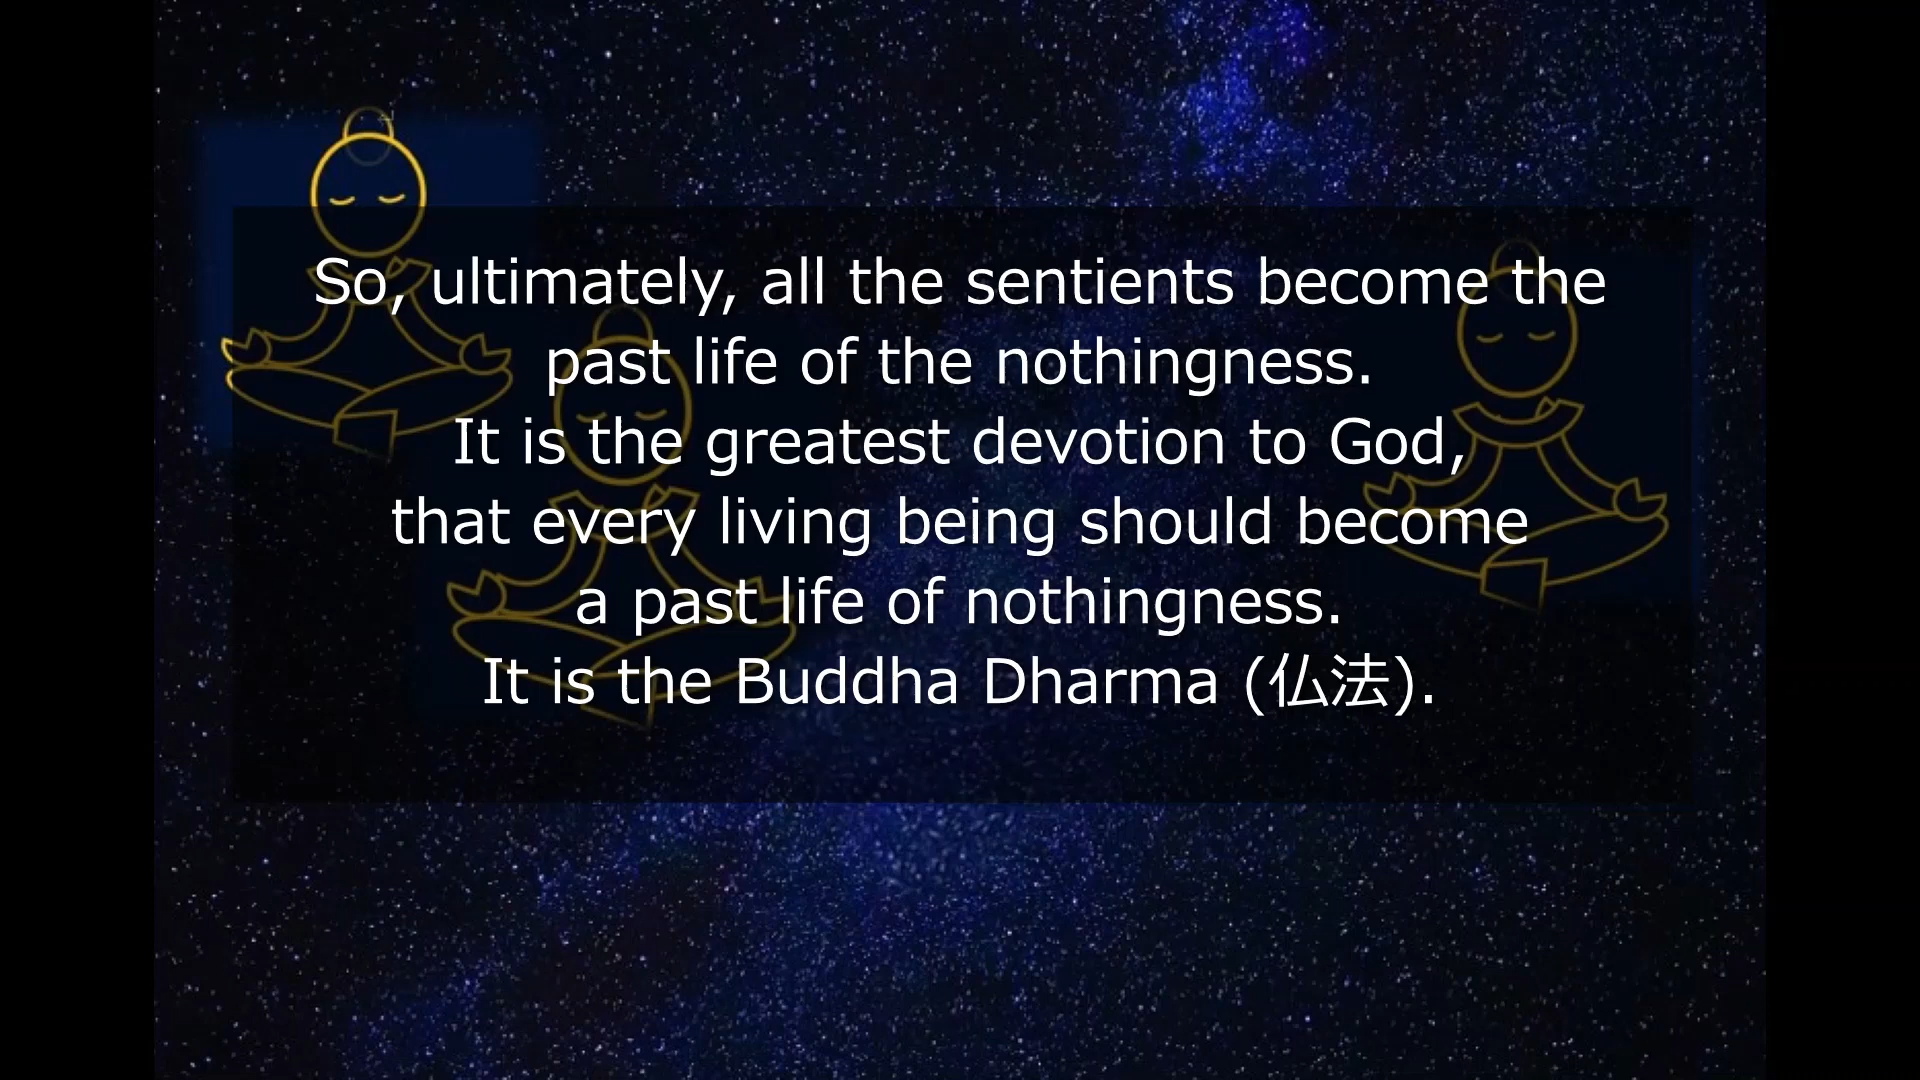 So, ultimately, all the sentients become the
past life of the nothingness.
It is the greatest devotion to God,
that every living being should become
a past life of nothingness.
It is the Buddha Dharma (仏法).